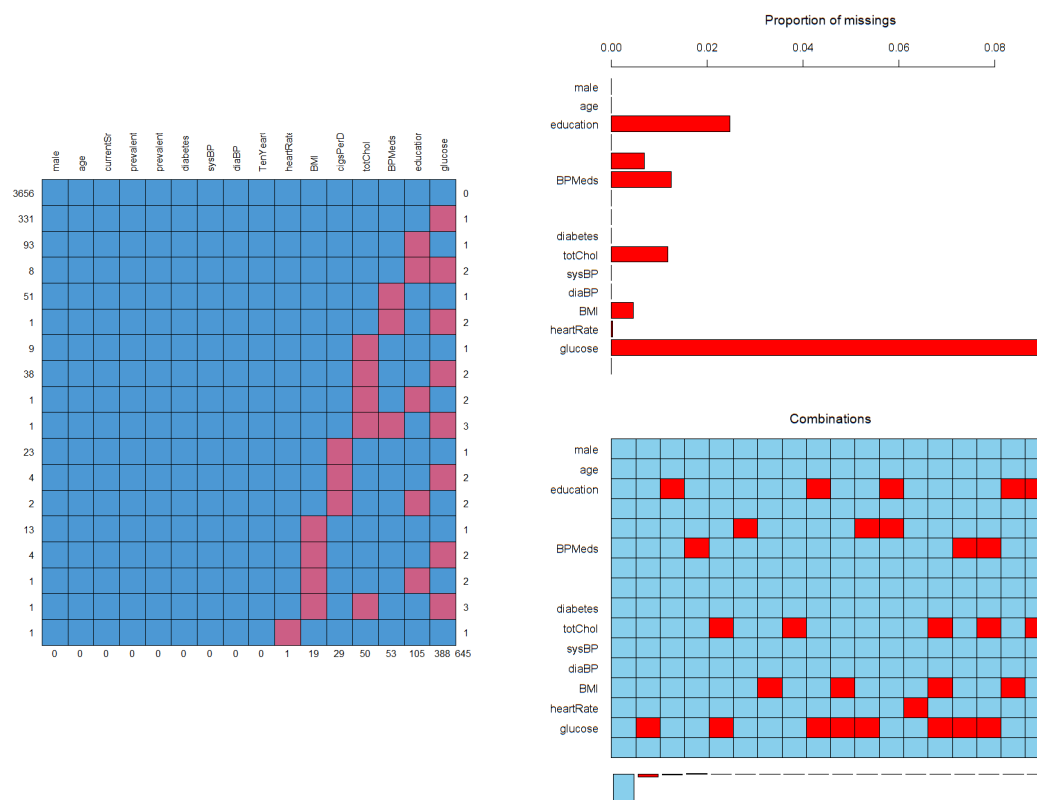 male age currentSr prevalent prevalent diabetes sysBP diaBP TenYearl heartRate BMI cigsPerD totChol BPMeds educatior glucose
3656 0
331 1
93 1
8 2
51 1
1 2
9 1
38 2
1 2
1 3
23 1
4 2
2 2
13 1
4 2
1 2
1 3
1 1
0 0 0 0 0 0 0 0 0 1 19 29 50 53 105 388 645
Proportion of missings
0.00 0.02 0.04 0.06 0.08
male
age
education
BPMeds
diabetes
totChol
sysBP
diaBP
BMI
heartRate
glucose
Combinations
male
age
education
BPMeds
diabetes
totChol
sysBP
diaBP
BMI
heartRate
glucose